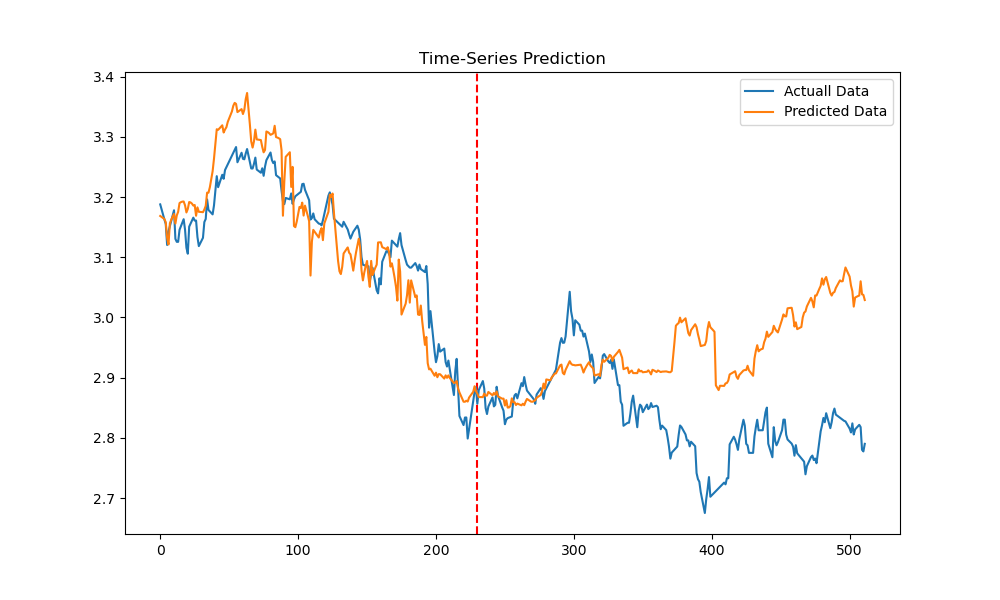 Time-Series Prediction
Actuall Data
Predicted Data
3.4
3.3
3.2
3.1
3.0
2.9
2.8
2.7
0 100 200 300 400 500